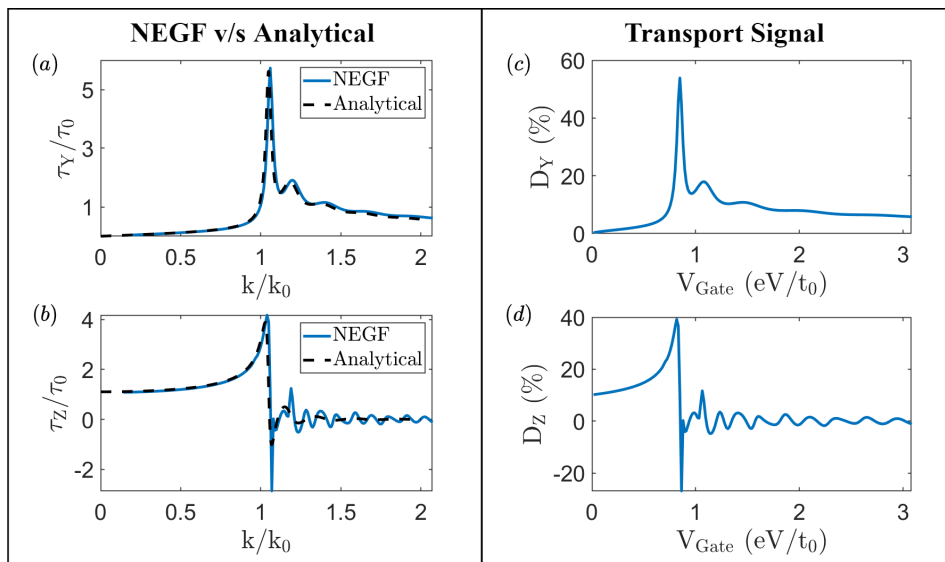 NEGF v/s Analytical
(a)
NEGF
Analytical
5
3
1
τY/τ0
0
0.5
1
1.5
2
k/k0
(b)
NEGF
Analytical
4
2
0
-2
τZ/τ0
0
0.5
1
1.5
2
k/k0
Transport Signal
(c)
60
40
20
0
DY (%)
0
1
2
3
VGate (eV/t0)
(d)
40
20
0
-20
DZ (%)
0
1
2
3
VGate (eV/t0)